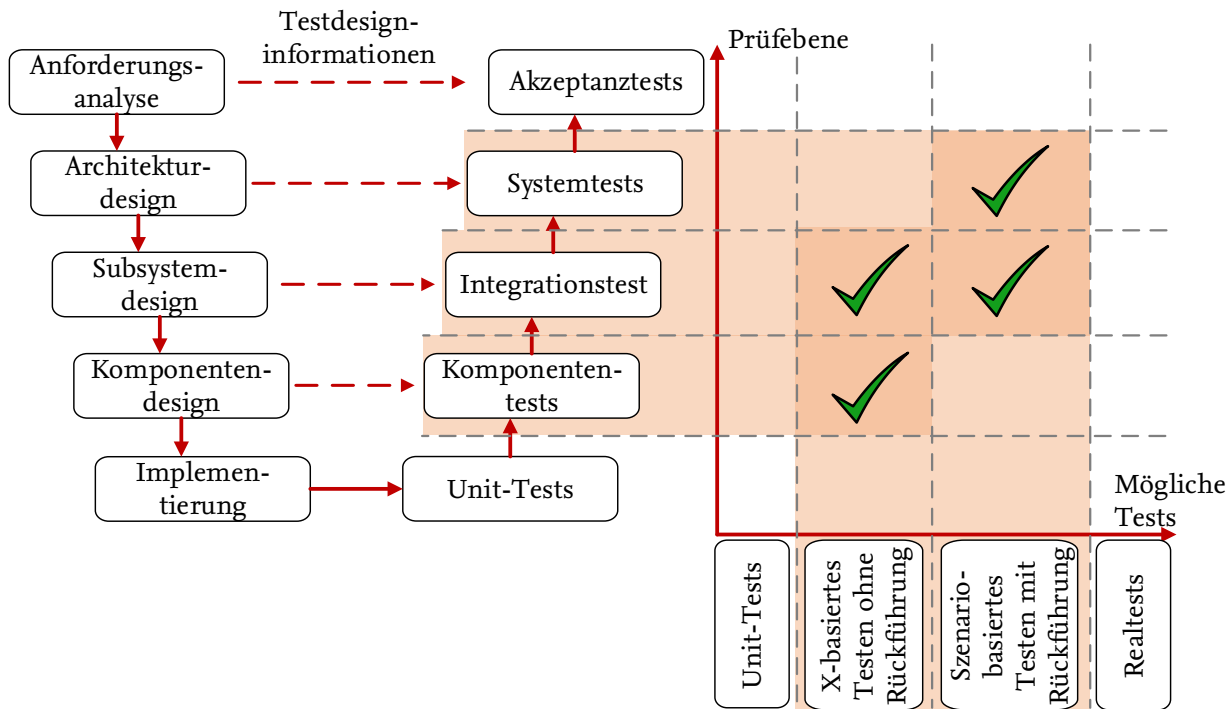 Testdesign-
informationen
Anforderungs-
analyse
Akzeptanztests
Architektur-
design
Systemtests
Subsystem-
design
Integrationstest
Komponenten-
design
Komponenten-
tests
Implemen-
tierung
Unit-Tests
Prüfebene
Mögliche
Tests
Unit-Tests
X-basiertes
Testen ohne
Rückführung
Szenario-
basiertes
Testen mit
Rückführung
Realtests